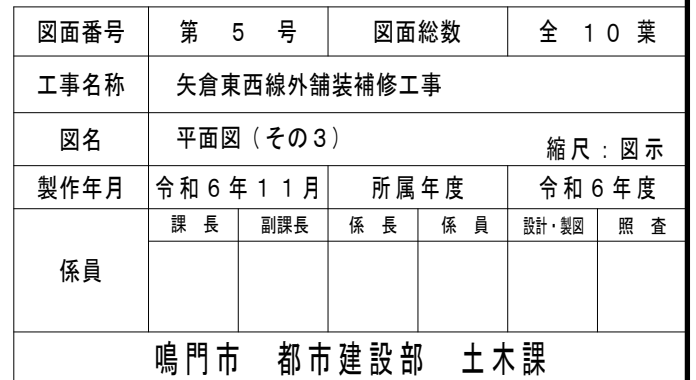 図面番号 第 5 号 図面総数 全 10 葉
工事名称 矢倉東西線外舗装補修工事
図名 平面図(その3) 縮尺:図示
製作年月 令和6年11月 所属年度 令和6年度
課 長 副課長 係 長 係 員 設計・製図 照 査
係員
鳴門市 都市建設部 土木課